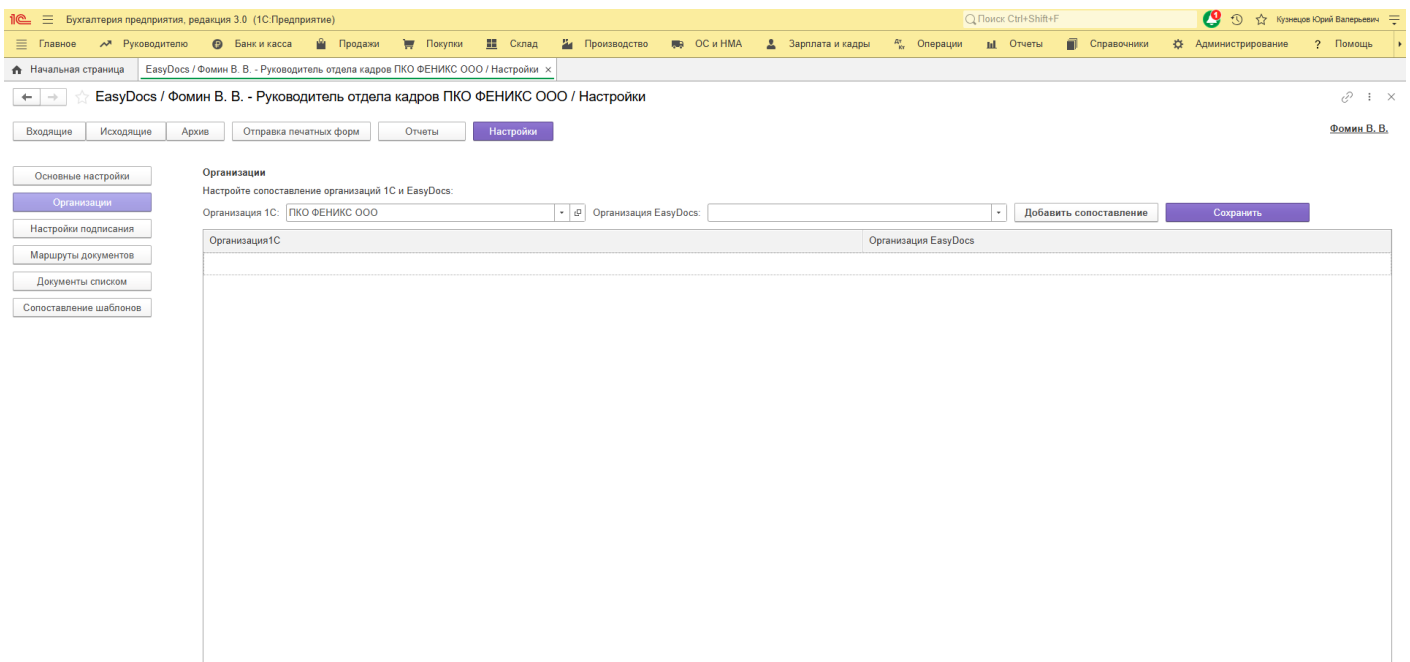 1С Бухгалтерия предприятия, редакция 3.0 (1С:Предприятие) Поиск Ctrl+Shift+F 1 Кузнецов Юрий Валерьевич
Главное Руководителю Банк и касса Продажи Покупки Склад Производство ОС и НМА Зарплата и кадры Дт Кт Операции Отчеты Справочники Администрирование ? Помощь
Начальная страница EasyDocs / Фомин В. В. - Руководитель отдела кадров ПКО ФЕНИКС ООО / Настройки ×
EasyDocs / Фомин В. В. - Руководитель отдела кадров ПКО ФЕНИКС ООО / Настройки
Входящие Исходящие Архив Отправка печатных форм Отчеты Настройки Фомин В. В.
Основные настройки
Организации
Настройки подписания
Маршруты документов
Документы списком
Сопоставление шаблонов
Организации
Настройте сопоставление организаций 1С и EasyDocs:
Организация 1С: ПКО ФЕНИКС ООО Организация EasyDocs: Добавить сопоставление Сохранить
Организация1С Организация EasyDocs